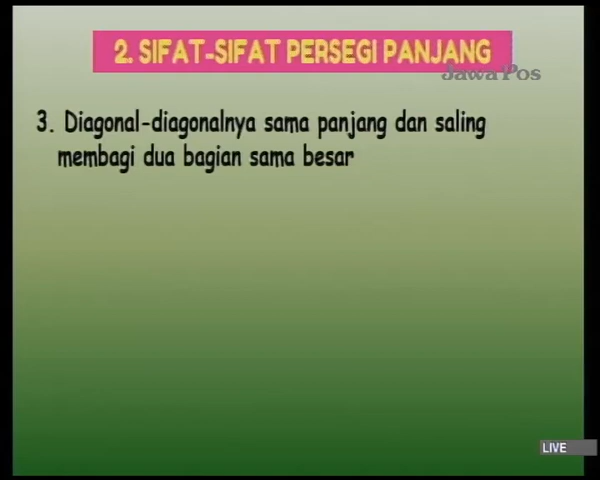 2. SIFAT-SIFAT PERSEGI PANJANG
JawaPos
3. Diagonal-diagonalnya sama panjang dan saling
membagi dua bagian sama besar
LIVE